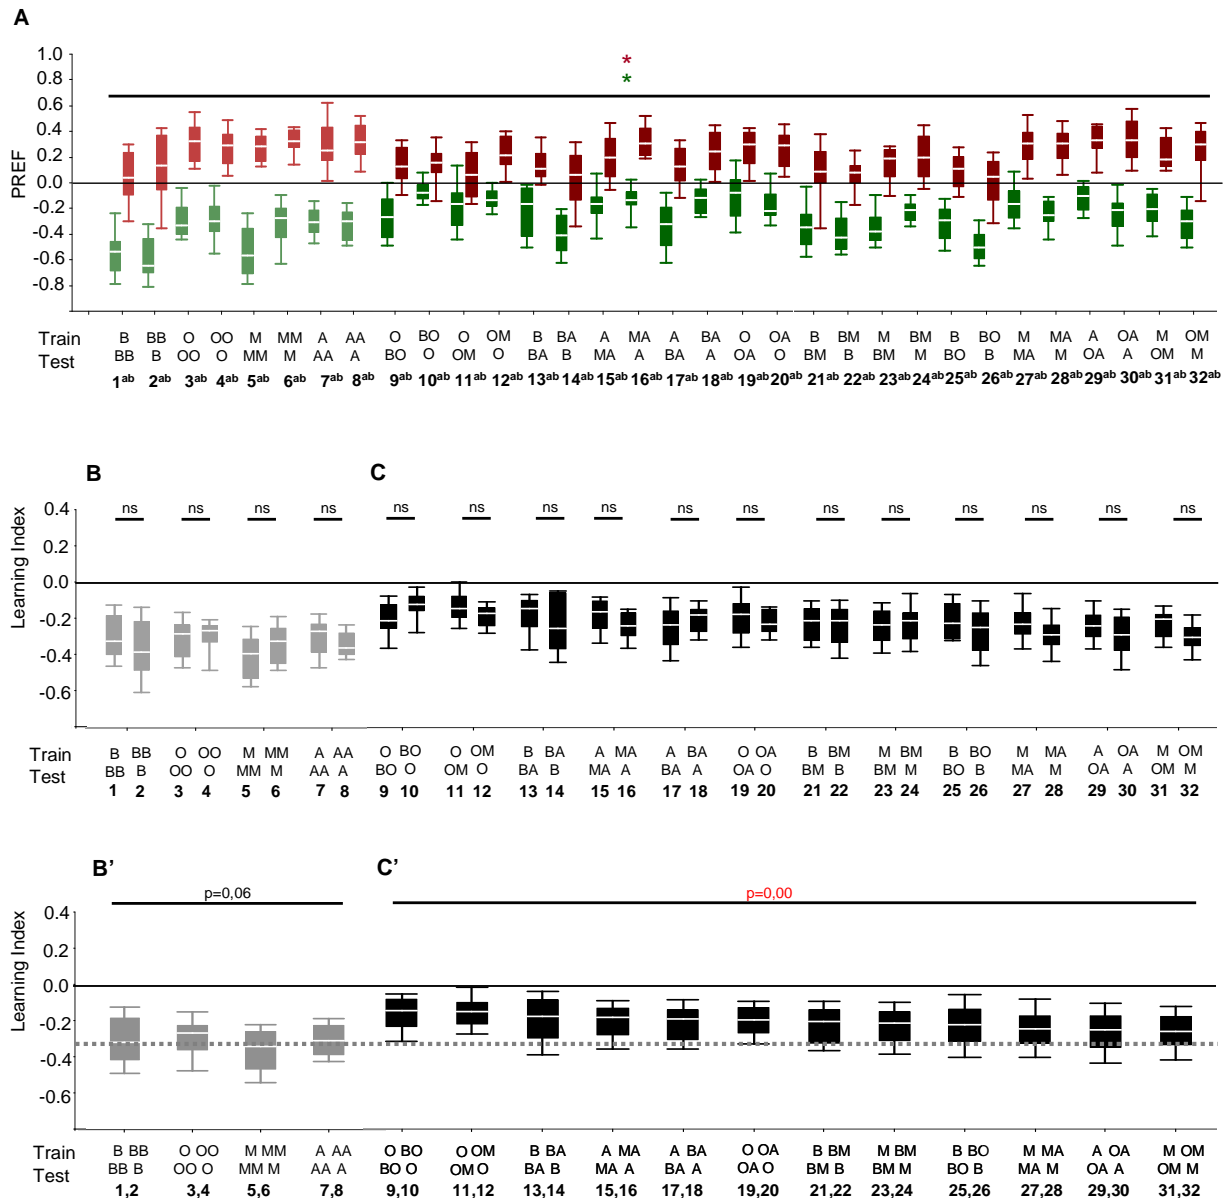 A
1.0
0.8
0.6
0.4
0.2
0.0
-0.2
-0.4
-0.6
-0.8
PREF
*
*
Train B BB O OO M MM A AA O BO O OM B BA A MA A BA O OA B BM M BM B BO M MA A OA M OM
Test BB B OO O MM M AA A BO O OM O BA B MA A BA A OA O BM B BM M BO B MA M OA A OM M
1ab 2ab 3ab 4ab 5ab 6ab 7ab 8ab 9ab 10ab 11ab 12ab 13ab 14ab 15ab 16ab 17ab 18ab 19ab 20ab 21ab 22ab 23ab 24ab 25ab 26ab 27ab 28ab 29ab 30ab 31ab 32ab
B C
ns ns ns ns ns ns ns ns ns ns ns ns ns ns ns ns
0.4
0.2
0.0
-0.2
-0.4
-0.6
Learning Index
Train B BB O OO M MM A AA O BO O OM B BA A MA A BA O OA B BM M BM B BO M MA A OA M OM
Test BB B OO O MM M AA A BO O OM O BA B MA A BA A OA O BM B BM M BO B MA M OA A OM M
1 2 3 4 5 6 7 8 9 10 11 12 13 14 15 16 17 18 19 20 21 22 23 24 25 26 27 28 29 30 31 32
B' C'
p=0,06 p=0,00
0.4
0.2
0.0
-0.2
-0.4
-0.6
Learning Index
Train B BB O OO M MM A AA O BO O OM B BA A MA A BA O OA B BM M BM B BO M MA A OA M OM
Test BB B OO O MM M AA A BO O OM O BA B MA A BA A OA O BM B BM M BO B MA M OA A OM M
1,2 3,4 5,6 7,8 9,10 11,12 13,14 15,16 17,18 19,20 21,22 23,24 25,26 27,28 29,30 31,32